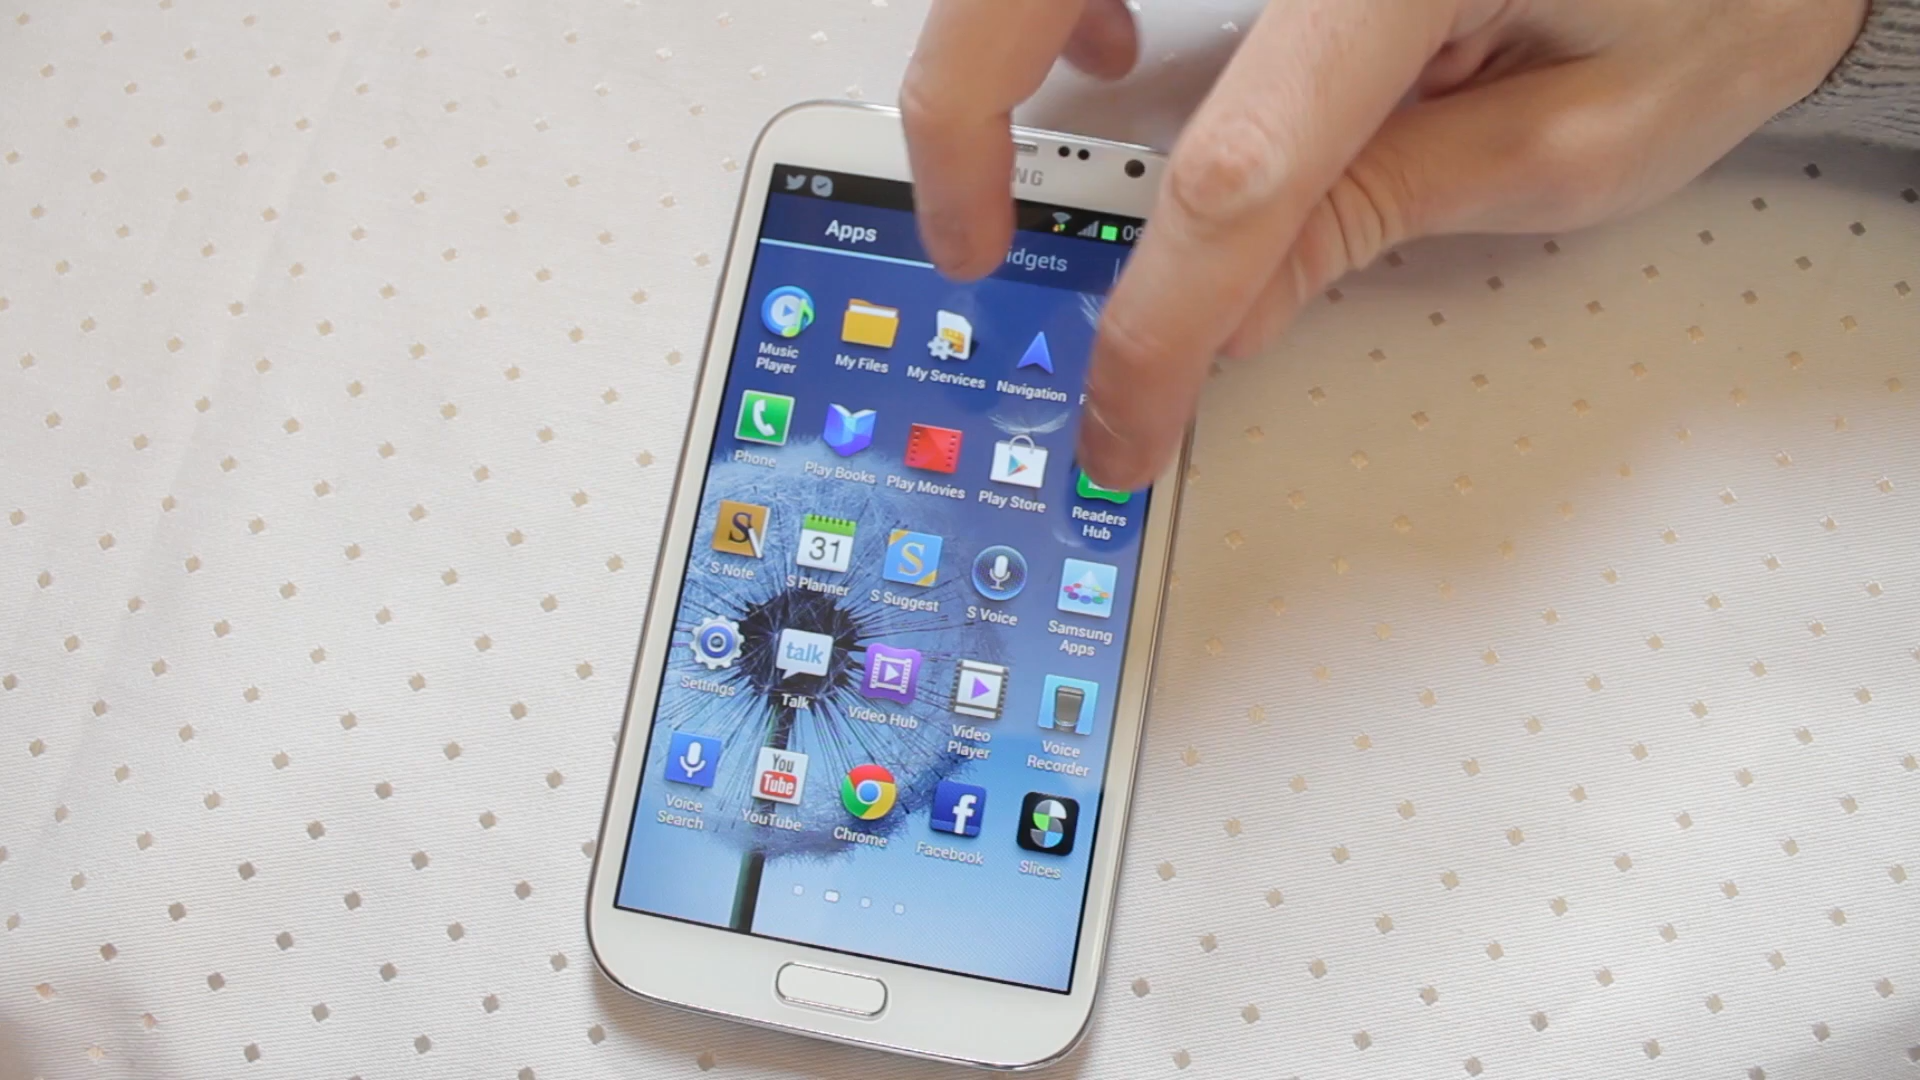 NG
09
Apps
idgets
Music
Player
My Files
My Services
Navigation
Phone
Play Books
Play Movies
Play Store
Readers
Hub
S
S Note
31
S Planner
S
S Suggest
S Voice
Samsung
Apps
Settings
talk
Talk
Video Hub
Video
Player
Voice
Recorder
Voice
Search
You
Tube
YouTube
Chrome
f
Facebook
Slices